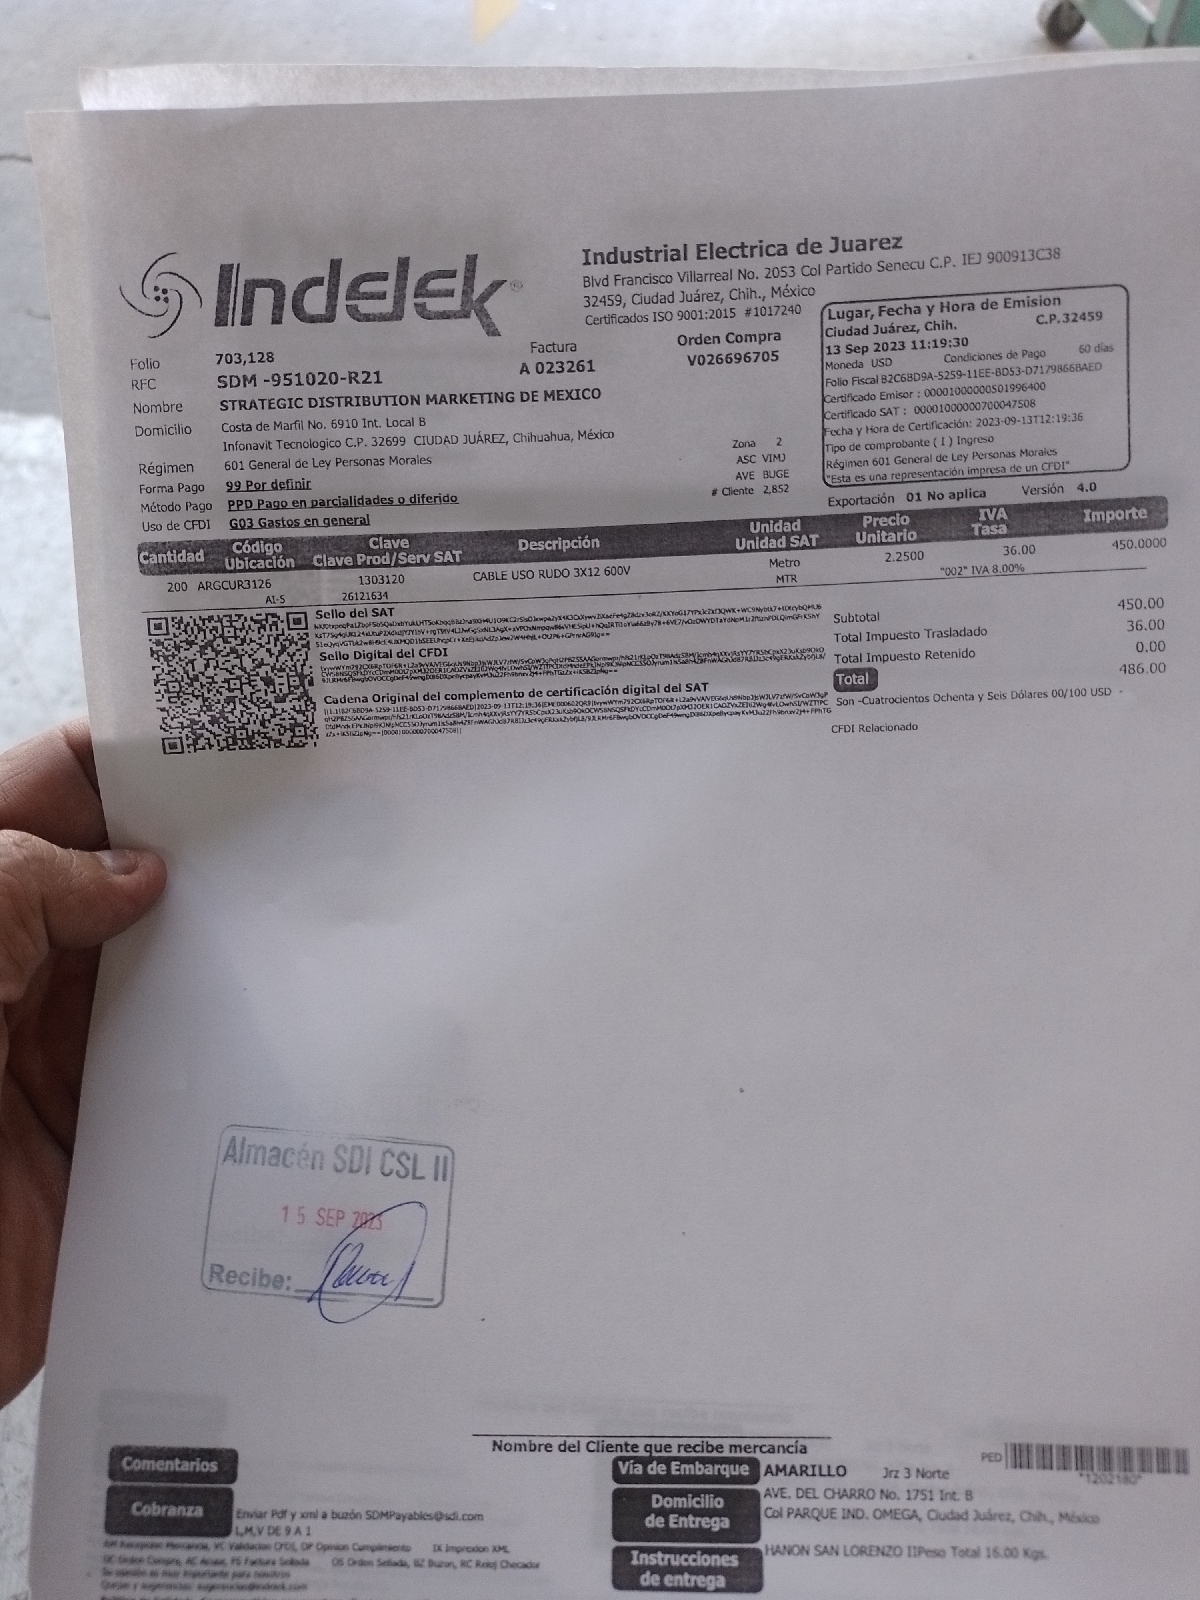 Indelek
Industrial Electrica de Juarez
Blvd Francisco Villarreal No. 2053 Col Partido Senecu C.P. IEJ 900913C38
32459, Ciudad Juárez, Chih., México
Certificados ISO 9001:2015 #1017240
Folio 703,128
Factura
A 023261
Orden Compra
V026696705
RFC SDM -951020-R21
Nombre STRATEGIC DISTRIBUTION MARKETING DE MEXICO
Domicilio Costa de Marfil No. 6910 Int. Local B
Infonavit Tecnologico C.P. 32699 CIUDAD JUÁREZ, Chihuahua, México
Régimen 601 General de Ley Personas Morales
Forma Pago 99 Por definir
Método Pago PPD Pago en parcialidades o diferido
Uso de CFDI G03 Gastos en general
Zona 2
ASC VIMJ
AVE BUGE
# Cliente 2,852
Lugar, Fecha y Hora de Emision
Ciudad Juárez, Chih. C.P.32459
13 Sep 2023 11:19:30
Moneda USD Condiciones de Pago 60 días
Folio Fiscal B2C6BD9A-5259-11EE-BD53-D7179866BAED
Certificado Emisor : 00001000000501996400
Certificado SAT : 00001000000700047508
Fecha y Hora de Certificación: 2023-09-13T12:19:36
Tipo de comprobante ( I ) Ingreso
Régimen 601 General de Ley Personas Morales
"Esta es una representación impresa de un CFDI"
Exportación 01 No aplica Versión 4.0
Cantidad Código Ubicación Clave Clave Prod/Serv SAT Descripción Unidad Unidad SAT Precio Unitario IVA Tasa Importe
200 ARGCUR3126 1303120 CABLE USO RUDO 3X12 600V Metro 2.2500 36.00 450.0000
AI-S 26121634 MTR "002" IVA 8.00%
Sello del SAT
Sello Digital del CFDI
Cadena Original del complemento de certificación digital del SAT
Subtotal 450.00
Total Impuesto Trasladado 36.00
Total Impuesto Retenido 0.00
Total 486.00
Son -Cuatrocientos Ochenta y Seis Dólares 00/100 USD -
CFDI Relacionado
Almacén SDI CSL II
15 SEP 2023
Recibe:
Nombre del Cliente que recibe mercancía
Comentarios
Cobranza
Enviar Pdf y xml a buzón SDMPayables@sdi.com
L,M,V DE 9 A 1
Vía de Embarque AMARILLO Jrz 3 Norte
PED
*1202180*
Domicilio de Entrega
AVE. DEL CHARRO No. 1751 Int. B
Col PARQUE IND. OMEGA, Ciudad Juárez, Chih., México
Instrucciones de entrega
HANON SAN LORENZO IIPeso Total 16.00 Kgs.